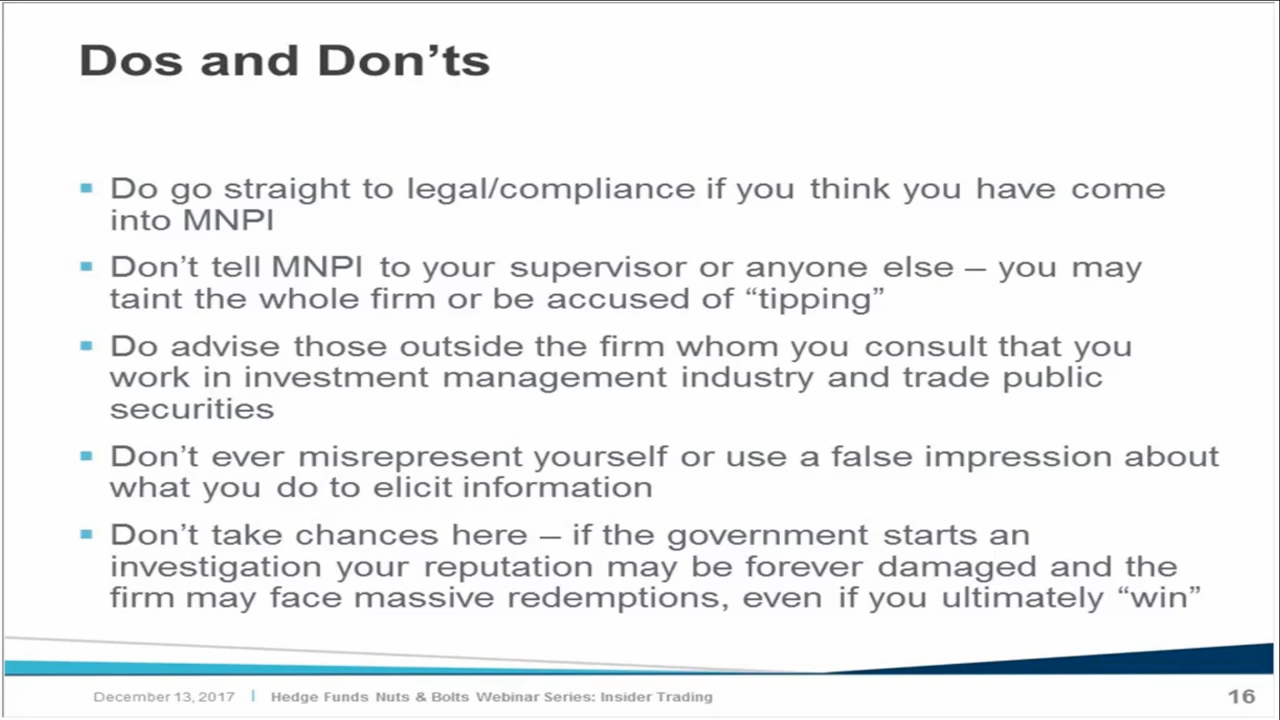 Dos and Don’ts
▪ Do go straight to legal/compliance if you think you have come
into MNPI
▪ Don’t tell MNPI to your supervisor or anyone else – you may
taint the whole firm or be accused of “tipping”
▪ Do advise those outside the firm whom you consult that you
work in investment management industry and trade public
securities
▪ Don’t ever misrepresent yourself or use a false impression about
what you do to elicit information
▪ Don’t take chances here – if the government starts an
investigation your reputation may be forever damaged and the
firm may face massive redemptions, even if you ultimately “win”
December 13, 2017 | Hedge Funds Nuts & Bolts Webinar Series: Insider Trading 16